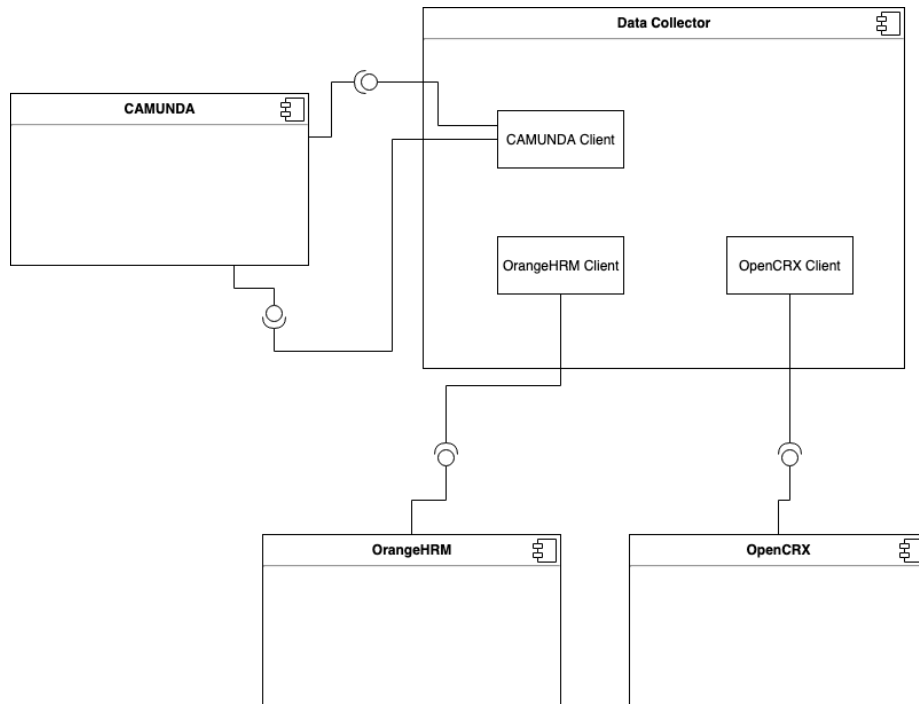 Data Collector
CAMUNDA
CAMUNDA Client
OrangeHRM Client
OpenCRX Client
OrangeHRM
OpenCRX